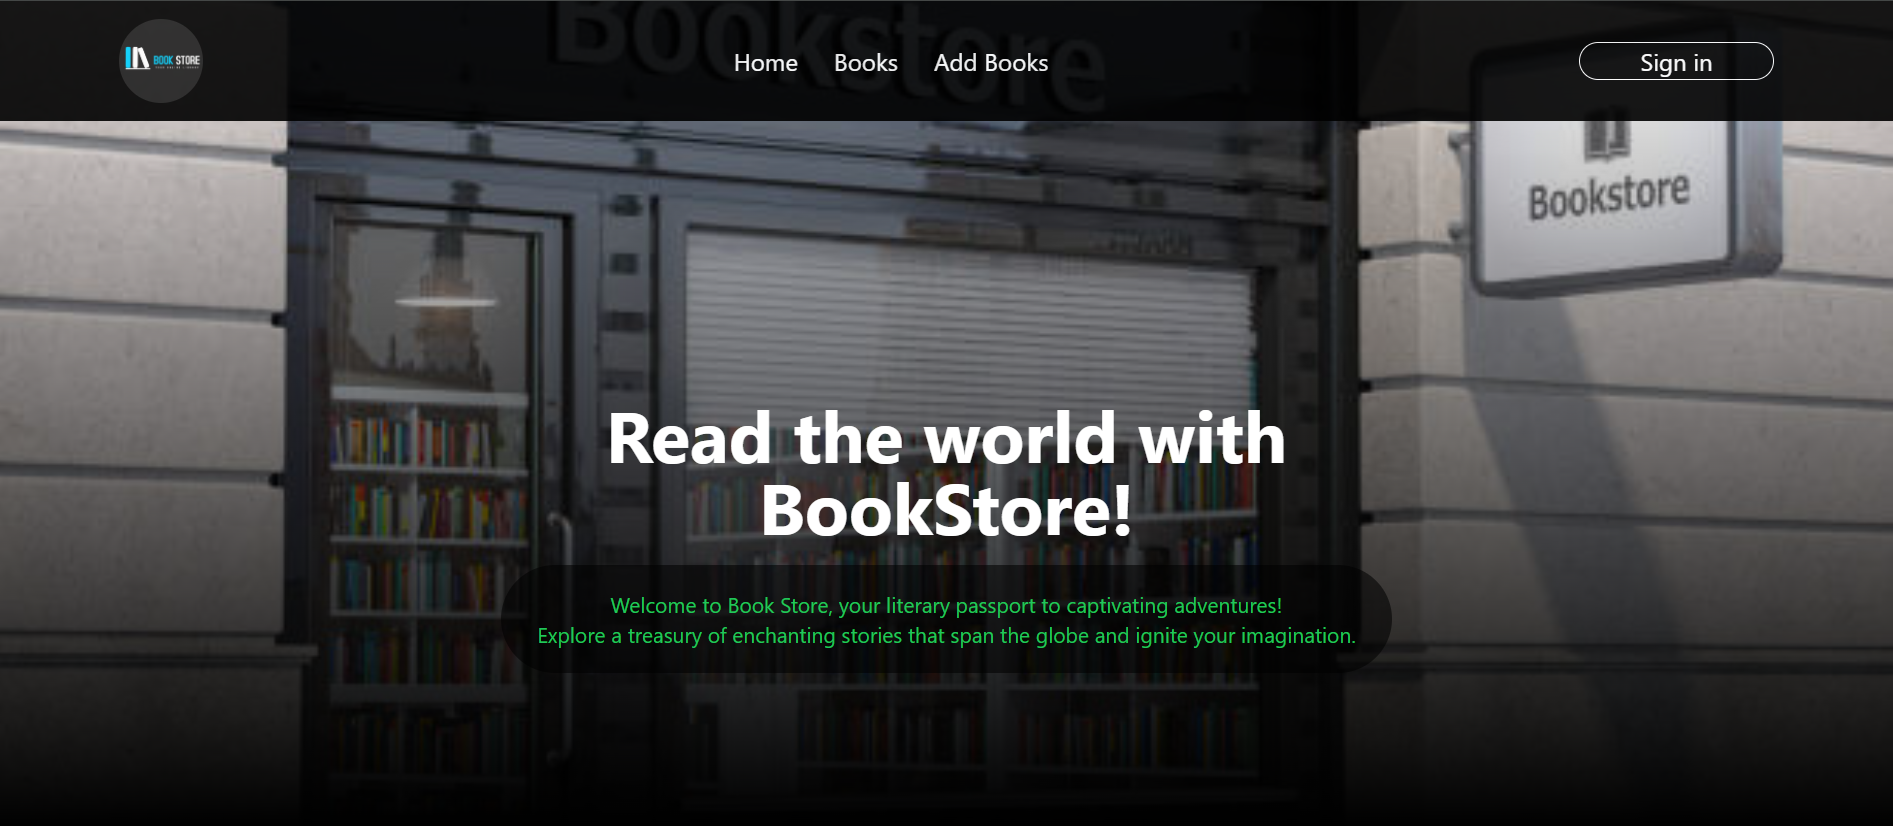 Bookstore
BOOK STORE
Home Books Add Books
Sign in
Bookstore
Read the world with
BookStore!
Welcome to Book Store, your literary passport to captivating adventures!
Explore a treasury of enchanting stories that span the globe and ignite your imagination.